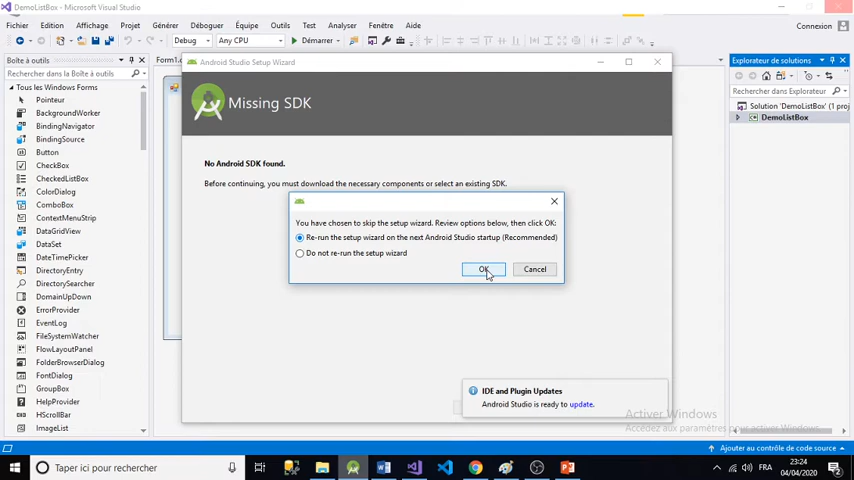 DemoListBox - Microsoft Visual Studio
Fichier
Edition
Affichage
Projet
Générer
Déboguer
Équipe
Outils
Test
Analyser
Fenêtre
Aide
Connexion
Debug
Any CPU
Démarrer
Boîte à outils
Rechercher dans la Boîte à outils
Tous les Windows Forms
Pointeur
BackgroundWorker
BindingNavigator
BindingSource
Button
CheckBox
CheckedListBox
ColorDialog
ComboBox
ContextMenuStrip
DataGridView
DataSet
DateTimePicker
DirectoryEntry
DirectorySearcher
DomainUpDown
ErrorProvider
EventLog
FileSystemWatcher
FlowLayoutPanel
FolderBrowserDialog
FontDialog
GroupBox
HelpProvider
HScrollBar
ImageList
Form1.c
Android Studio Setup Wizard
Missing SDK
No Android SDK found.
Before continuing, you must download the necessary components or select an existing SDK.
You have chosen to skip the setup wizard. Review options below, then click OK:
Re-run the setup wizard on the next Android Studio startup (Recommended)
Do not re-run the setup wizard
OK
Cancel
IDE and Plugin Updates
Android Studio is ready to update.
Explorateur de solutions
Rechercher dans Explorateur
Solution 'DemoListBox' (1 proj
DemoListBox
Activer Windows
Accédez aux paramètres pour activer Windows.
Ajouter au contrôle de code source
Taper ici pour rechercher
FRA
23:24
04/04/2020
2